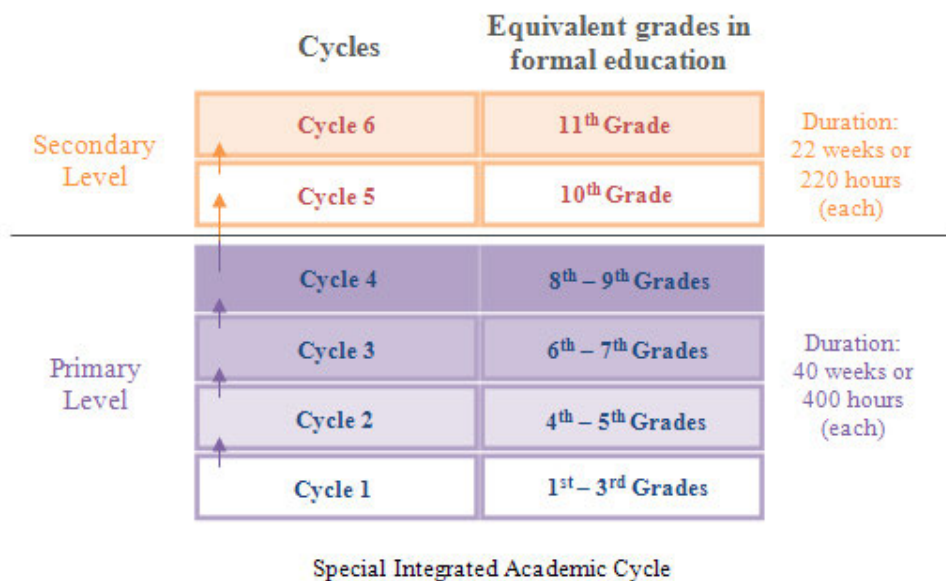 Cycles
Equivalent grades in
formal education
Secondary
Level
Cycle 6
11th Grade
Cycle 5
10th Grade
Duration:
22 weeks or
220 hours
(each)
Primary
Level
Cycle 4
8th – 9th Grades
Cycle 3
6th – 7th Grades
Cycle 2
4th – 5th Grades
Cycle 1
1st – 3rd Grades
Duration:
40 weeks or
400 hours
(each)
Special Integrated Academic Cycle